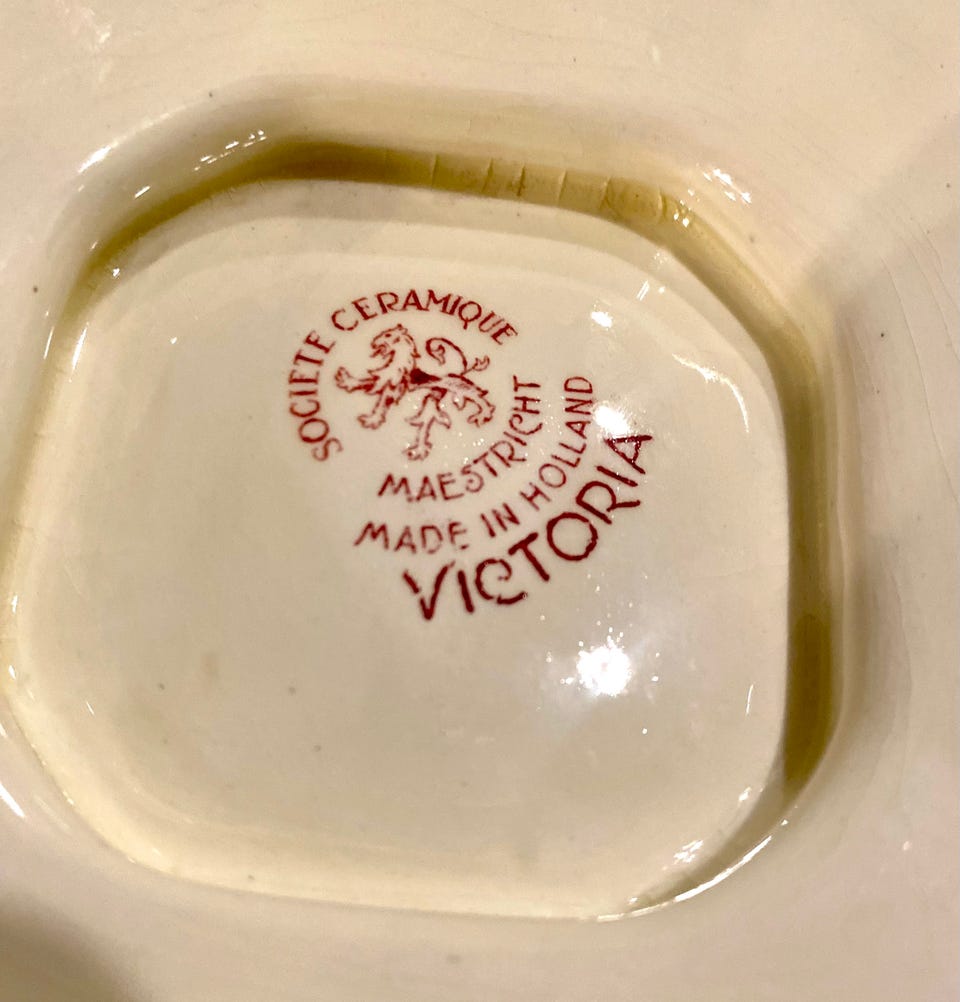 SOCIETE CERAMIQUE
MAESTRICHT
MADE IN HOLLAND
VICTORIA